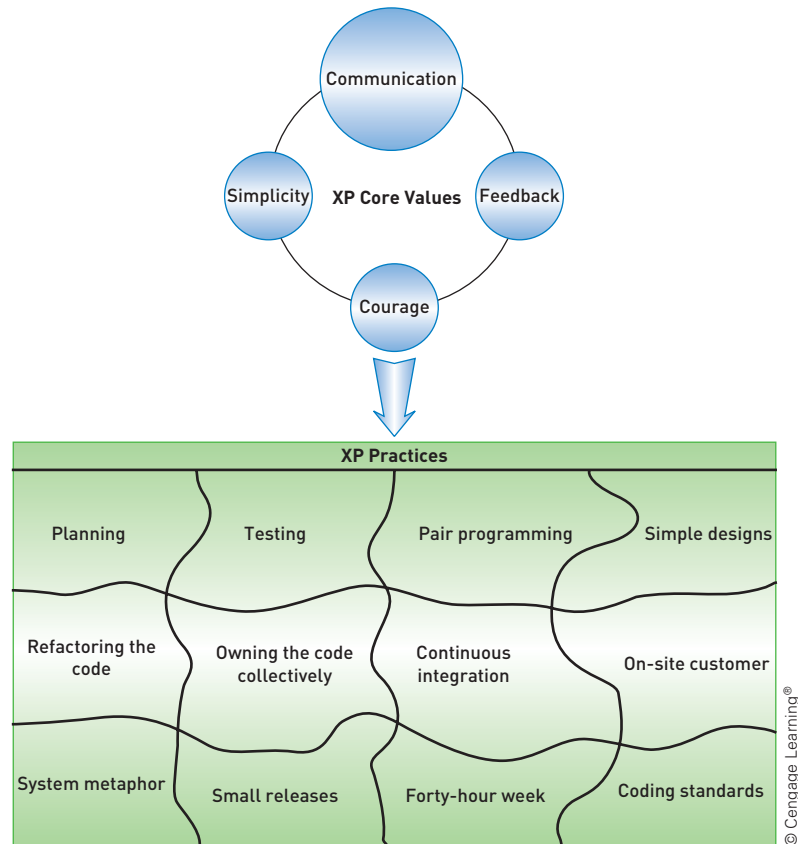 Communication
Simplicity
XP Core Values
Feedback
Courage
XP Practices
Planning
Testing
Pair programming
Simple designs
Refactoring the
code
Owning the code
collectively
Continuous
integration
On-site customer
System metaphor
Small releases
Forty-hour week
Coding standards
© Cengage Learning®